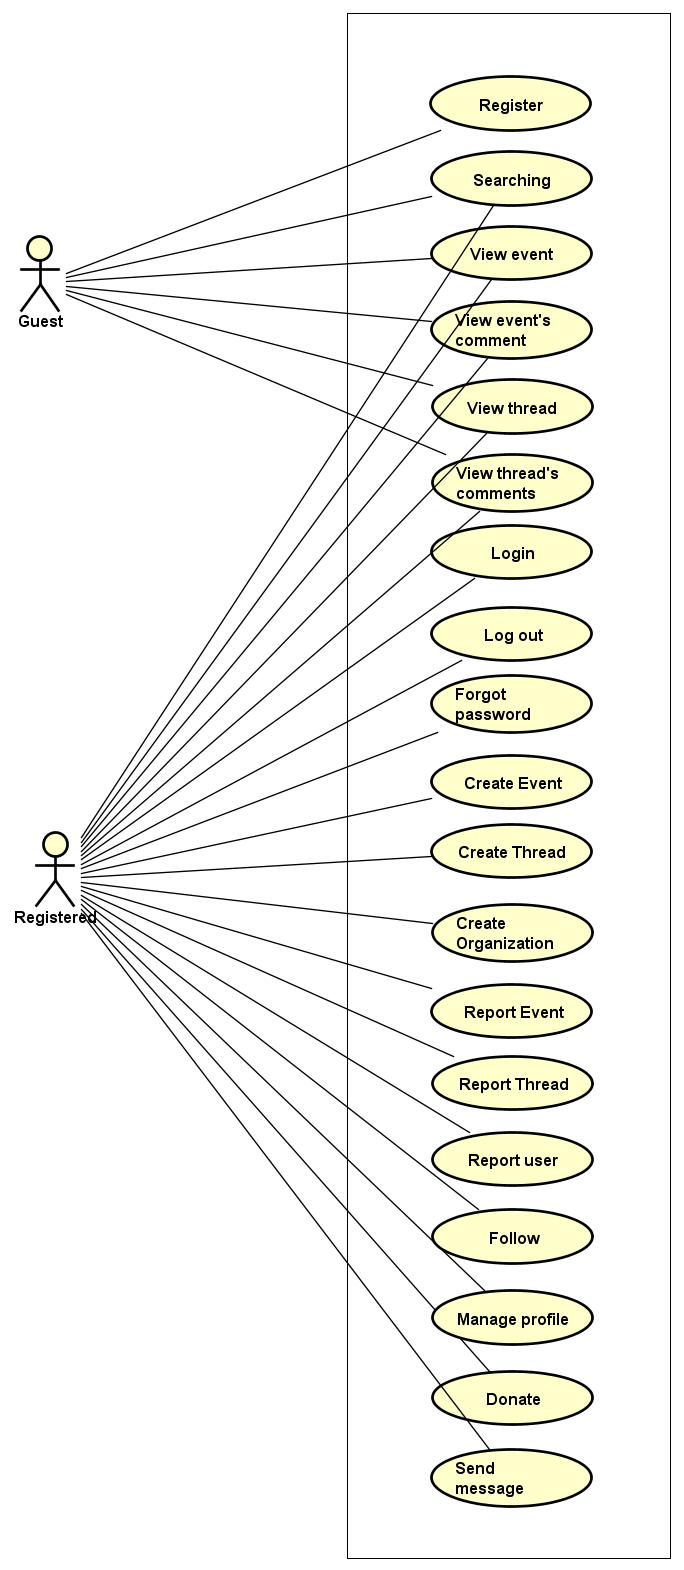 Register
Searching
View event
Guest
View event's
comment
View thread
View thread's
comments
Login
Log out
Forgot
password
Create Event
Create Thread
Registered
Create
Organization
Report Event
Report Thread
Report user
Follow
Manage profile
Donate
Send
message